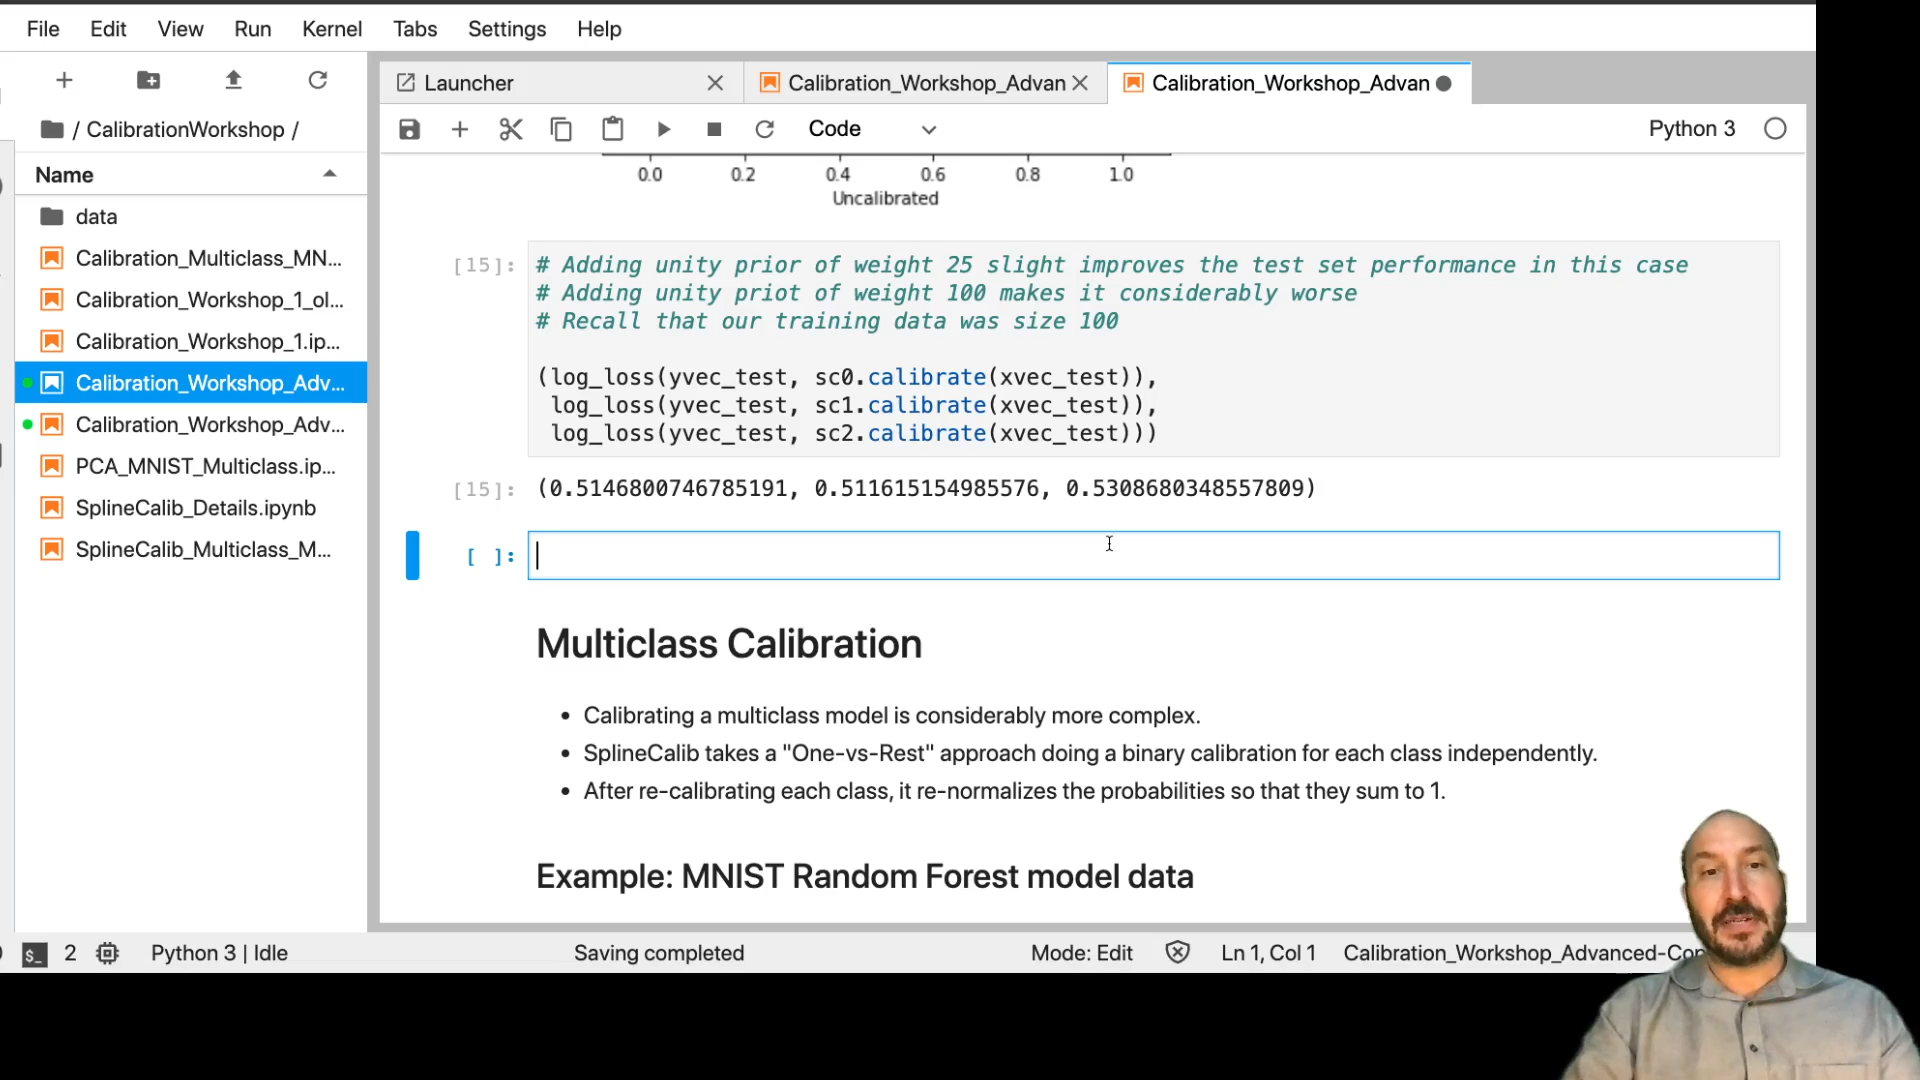 File Edit View Run Kernel Tabs Settings Help
Launcher
Calibration_Workshop_Advan
Calibration_Workshop_Advan
/ CalibrationWorkshop /
Code
Python 3
Name
data
Calibration_Multiclass_MN...
Calibration_Workshop_1_ol...
Calibration_Workshop_1.ip...
Calibration_Workshop_Adv...
Calibration_Workshop_Adv...
PCA_MNIST_Multiclass.ip...
SplineCalib_Details.ipynb
SplineCalib_Multiclass_M...
0.0 0.2 0.4 0.6 0.8 1.0
Uncalibrated
[15]: # Adding unity prior of weight 25 slight improves the test set performance in this case
# Adding unity priot of weight 100 makes it considerably worse
# Recall that our training data was size 100
(log_loss(yvec_test, sc0.calibrate(xvec_test)),
log_loss(yvec_test, sc1.calibrate(xvec_test)),
log_loss(yvec_test, sc2.calibrate(xvec_test)))
[15]: (0.5146800746785191, 0.511615154985576, 0.5308680348557809)
[ ]:
Multiclass Calibration
• Calibrating a multiclass model is considerably more complex.
• SplineCalib takes a "One-vs-Rest" approach doing a binary calibration for each class independently.
• After re-calibrating each class, it re-normalizes the probabilities so that they sum to 1.
Example: MNIST Random Forest model data
$_ 2 Python 3 | Idle Saving completed Mode: Edit Ln 1, Col 1 Calibration_Workshop_Advanced-Cop